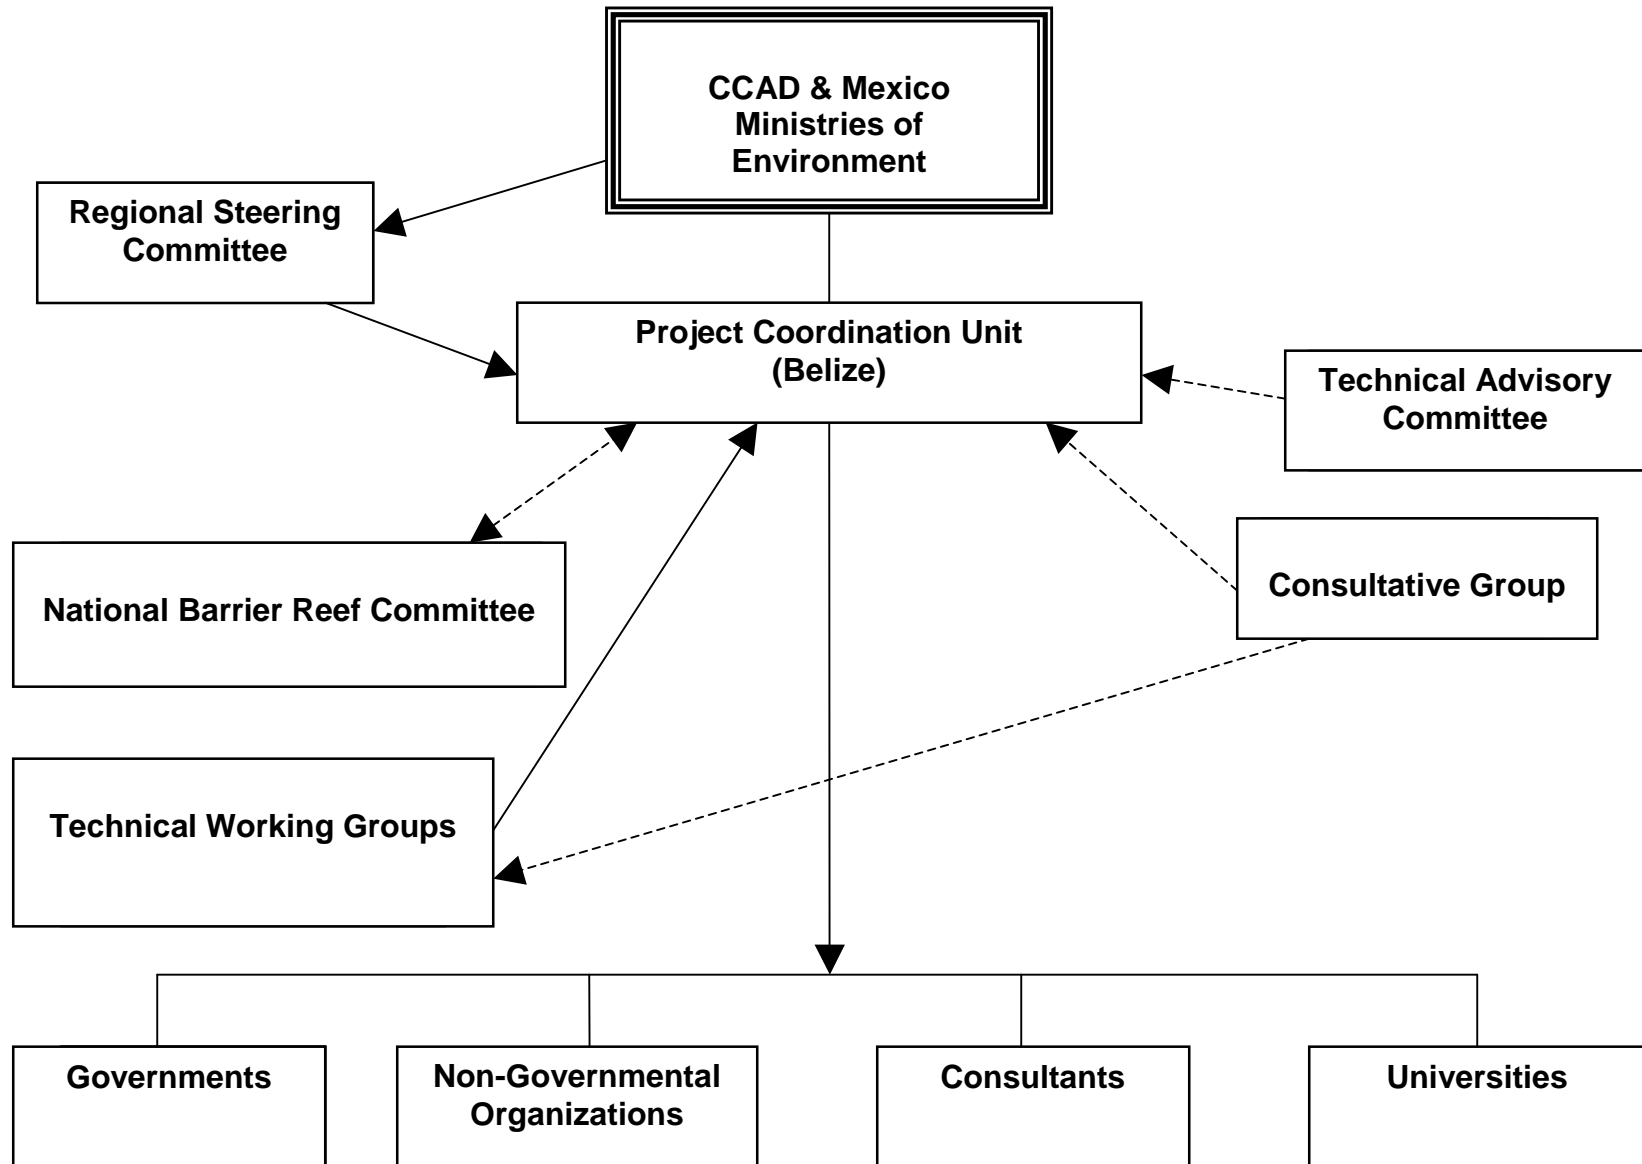 CCAD & Mexico
Ministries of
Environment
Regional Steering
Committee
Project Coordination Unit
(Belize)
Technical Advisory
Committee
National Barrier Reef Committee
Consultative Group
Technical Working Groups
Governments
Non-Governmental
Organizations
Consultants
Universities